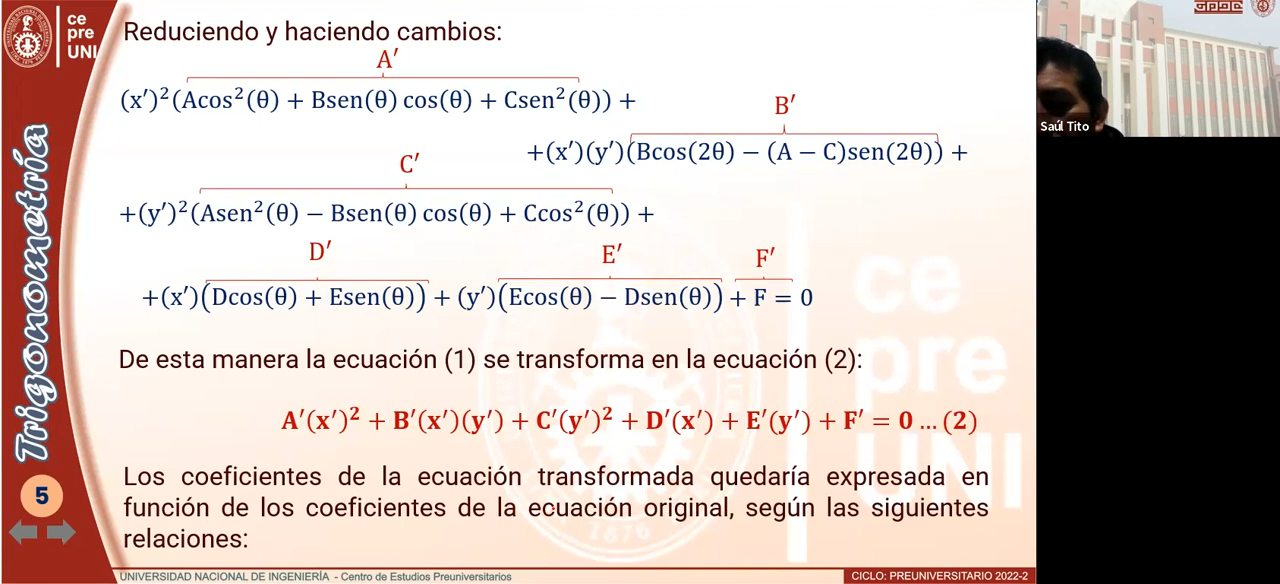 ce
pre
UNI
Reduciendo y haciendo cambios:
A′
(x′)²(Acos²(θ) + Bsen(θ) cos(θ) + Csen²(θ)) +
B′
+(x′)(y′)(Bcos(2θ) − (A − C)sen(2θ)) +
C′
+(y′)²(Asen²(θ) − Bsen(θ) cos(θ) + Ccos²(θ)) +
D′ E′ F′
+(x′)(Dcos(θ) + Esen(θ)) + (y′)(Ecos(θ) − Dsen(θ)) + F = 0
De esta manera la ecuación (1) se transforma en la ecuación (2):
A′(x′)² + B′(x′)(y′) + C′(y′)² + D′(x′) + E′(y′) + F′ = 0 … (2)
Los coeficientes de la ecuación transformada quedaría expresada en
función de los coeficientes de la ecuación original, según las siguientes
relaciones:
Trigonometría
5
ce
pre
UNI
1876
UNIVERSIDAD NACIONAL DE INGENIERÍA - Centro de Estudios Preuniversitarios
CICLO: PREUNIVERSITARIO 2022-2
Saúl Tito